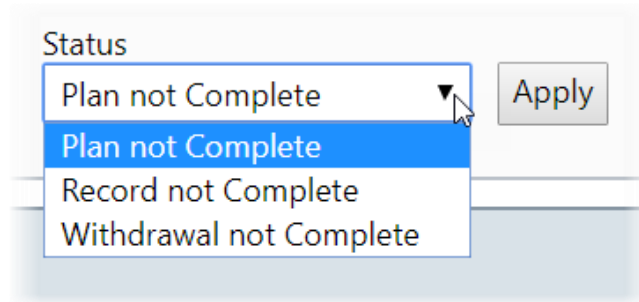 Status
Plan not Complete
Apply
Plan not Complete
Record not Complete
Withdrawal not Complete